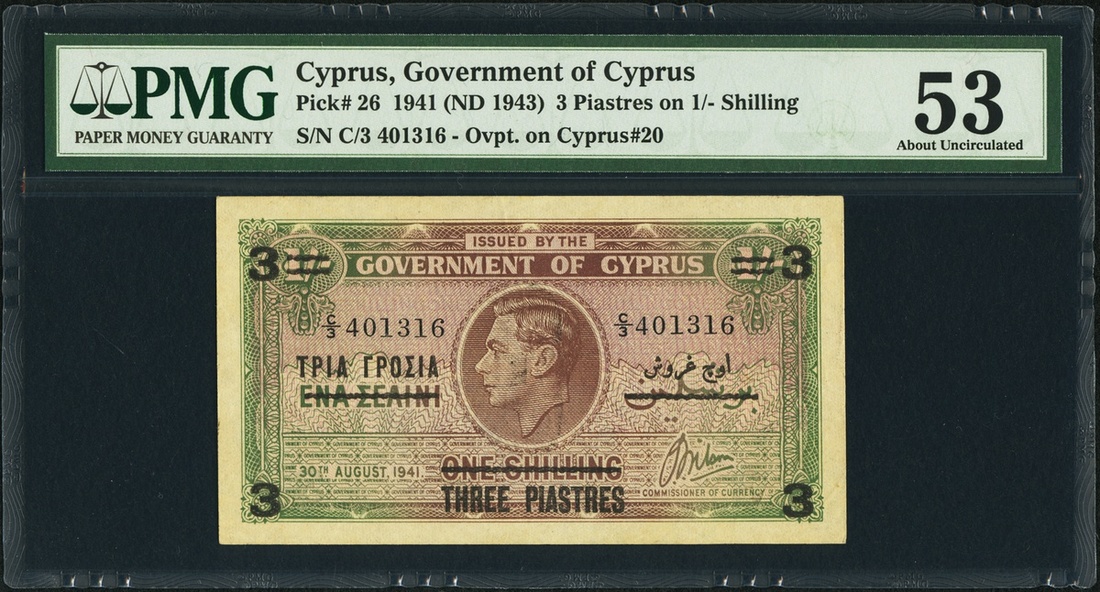 PMG
PAPER MONEY GUARANTY
Cyprus, Government of Cyprus
Pick# 26 1941 (ND 1943) 3 Piastres on 1/- Shilling
S/N C/3 401316 - Ovpt. on Cyprus#20
53
About Uncirculated
ISSUED BY THE
3 1/- GOVERNMENT OF CYPRUS 1/- 3
C/3 401316 C/3 401316
ΤΡΙΑ ΓΡΟΣΙΑ
اوچ غروش
ΕΝΑ ΣΕΛΙΝΙ
ONE SHILLING
30TH AUGUST, 1941.
3 THREE PIASTRES 3
COMMISSIONER OF CURRENCY